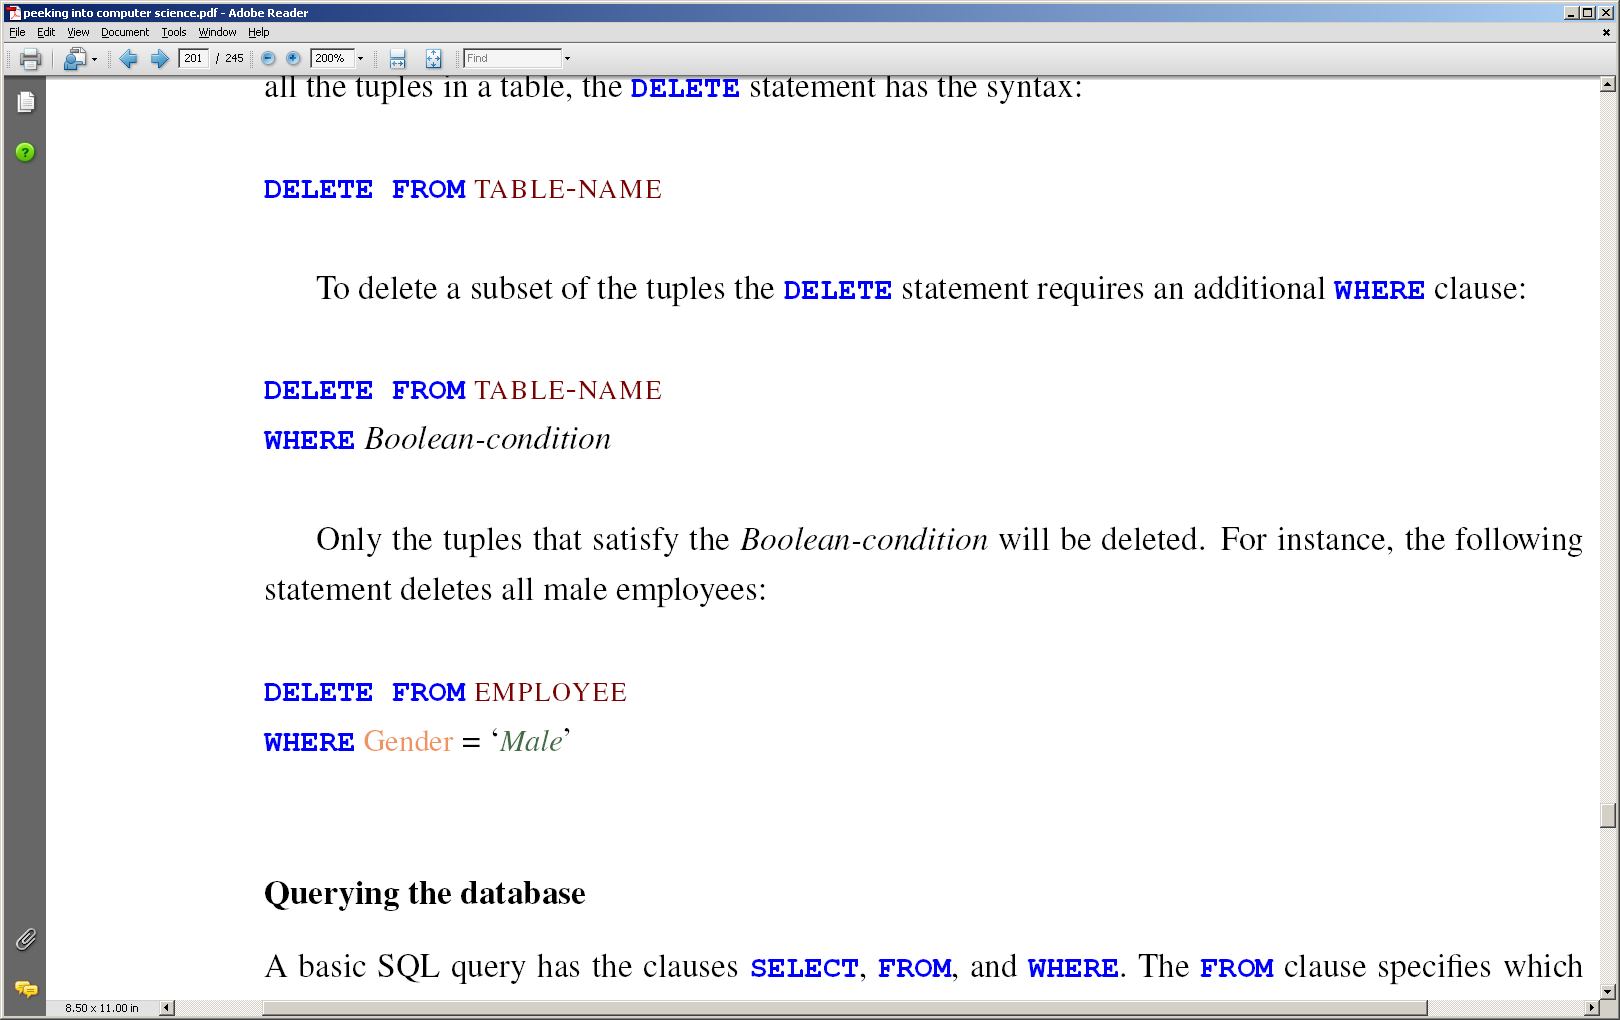 peeking into computer science.pdf - Adobe Reader
File Edit View Document Tools Window Help
201 / 245 200% Find
all the tuples in a table, the DELETE statement has the syntax:
DELETE FROM TABLE-NAME
To delete a subset of the tuples the DELETE statement requires an additional WHERE clause:
DELETE FROM TABLE-NAME
WHERE Boolean-condition
Only the tuples that satisfy the Boolean-condition will be deleted. For instance, the following
statement deletes all male employees:
DELETE FROM EMPLOYEE
WHERE Gender = ‘Male’
Querying the database
A basic SQL query has the clauses SELECT, FROM, and WHERE. The FROM clause specifies which
8.50 x 11.00 in